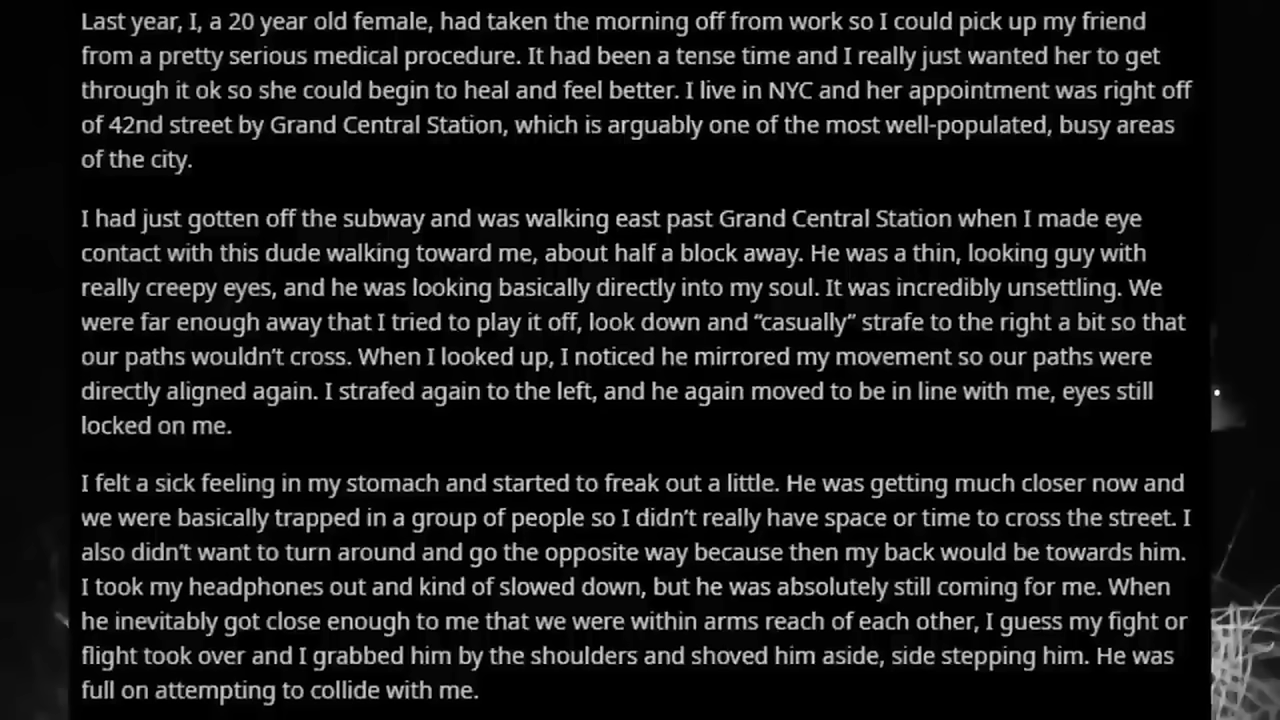 Last year, I, a 20 year old female, had taken the morning off from work so I could pick up my friend
from a pretty serious medical procedure. It had been a tense time and I really just wanted her to get
through it ok so she could begin to heal and feel better. I live in NYC and her appointment was right off
of 42nd street by Grand Central Station, which is arguably one of the most well-populated, busy areas
of the city.
I had just gotten off the subway and was walking east past Grand Central Station when I made eye
contact with this dude walking toward me, about half a block away. He was a thin, looking guy with
really creepy eyes, and he was looking basically directly into my soul. It was incredibly unsettling. We
were far enough away that I tried to play it off, look down and “casually” strafe to the right a bit so that
our paths wouldn’t cross. When I looked up, I noticed he mirrored my movement so our paths were
directly aligned again. I strafed again to the left, and he again moved to be in line with me, eyes still
locked on me.
I felt a sick feeling in my stomach and started to freak out a little. He was getting much closer now and
we were basically trapped in a group of people so I didn’t really have space or time to cross the street. I
also didn’t want to turn around and go the opposite way because then my back would be towards him.
I took my headphones out and kind of slowed down, but he was absolutely still coming for me. When
he inevitably got close enough to me that we were within arms reach of each other, I guess my fight or
flight took over and I grabbed him by the shoulders and shoved him aside, side stepping him. He was
full on attempting to collide with me.